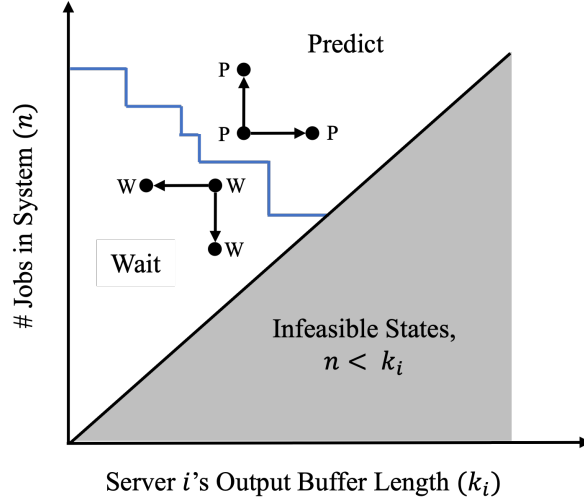 Predict
P
P P
W W
W
Wait
Infeasible States,
n < k_i
# Jobs in System (n)
Server i's Output Buffer Length (k_i)